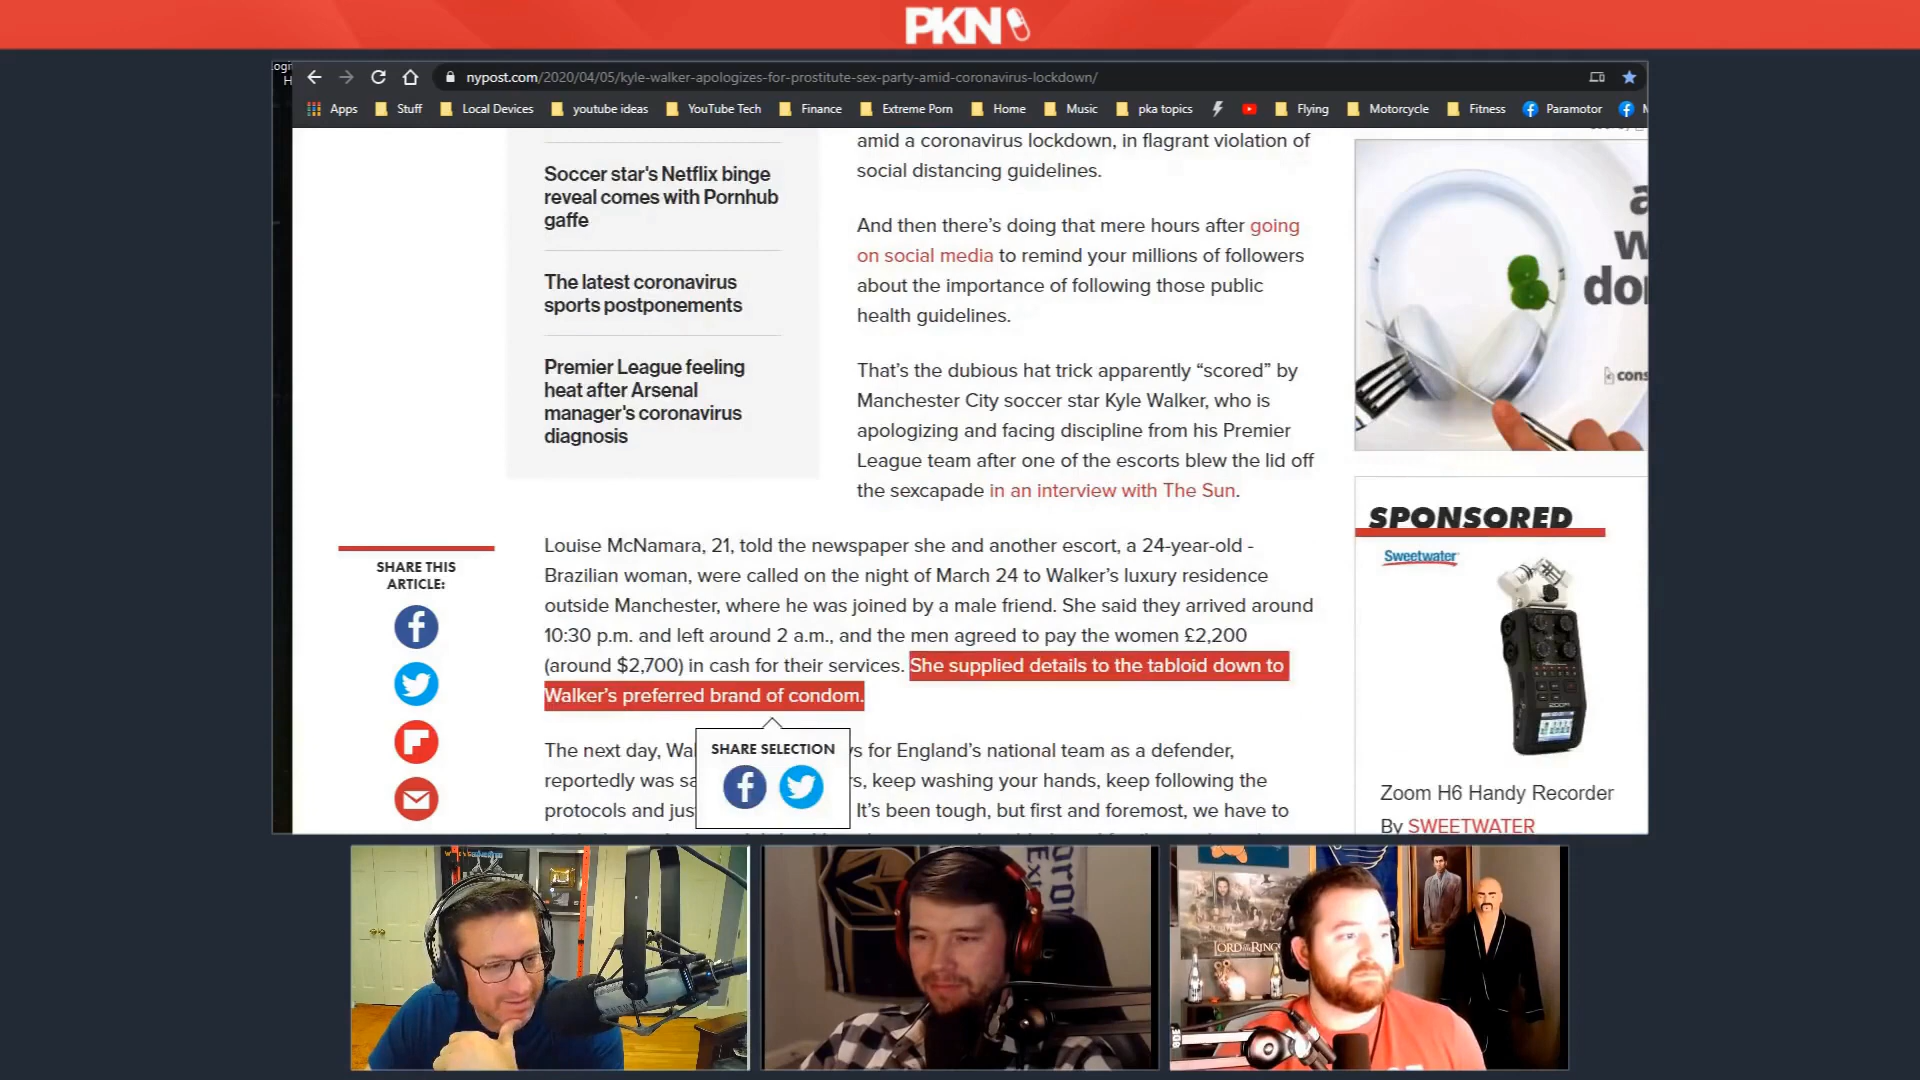 PKN
nypost.com/2020/04/05/kyle-walker-apologizes-for-prostitute-sex-party-amid-coronavirus-lockdown/
Apps Stuff Local Devices youtube ideas YouTube Tech Finance Extreme Porn Home Music pka topics Flying Motorcycle Fitness Paramotor
Soccer star's Netflix binge
reveal comes with Pornhub
gaffe
The latest coronavirus
sports postponements
Premier League feeling
heat after Arsenal
manager's coronavirus
diagnosis
amid a coronavirus lockdown, in flagrant violation of
social distancing guidelines.
And then there’s doing that mere hours after going
on social media to remind your millions of followers
about the importance of following those public
health guidelines.
That’s the dubious hat trick apparently “scored” by
Manchester City soccer star Kyle Walker, who is
apologizing and facing discipline from his Premier
League team after one of the escorts blew the lid off
the sexcapade in an interview with The Sun.
SHARE THIS
ARTICLE:
Louise McNamara, 21, told the newspaper she and another escort, a 24-year-old -
Brazilian woman, were called on the night of March 24 to Walker’s luxury residence
outside Manchester, where he was joined by a male friend. She said they arrived around
10:30 p.m. and left around 2 a.m., and the men agreed to pay the women £2,200
(around $2,700) in cash for their services. She supplied details to the tabloid down to
Walker’s preferred brand of condom.
SHARE SELECTION
The next day, for England’s national team as a defender,
reportedly was keep washing your hands, keep following the
protocols and It’s been tough, but first and foremost, we have to
SPONSORED
Sweetwater
zoom
Zoom H6 Handy Recorder
By SWEETWATER
LORD OF THE RINGS